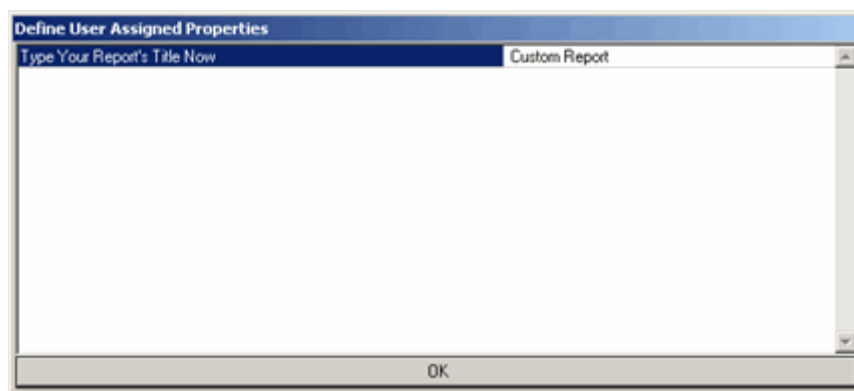 Define User Assigned Properties
Type Your Report's Title Now Custom Report
OK